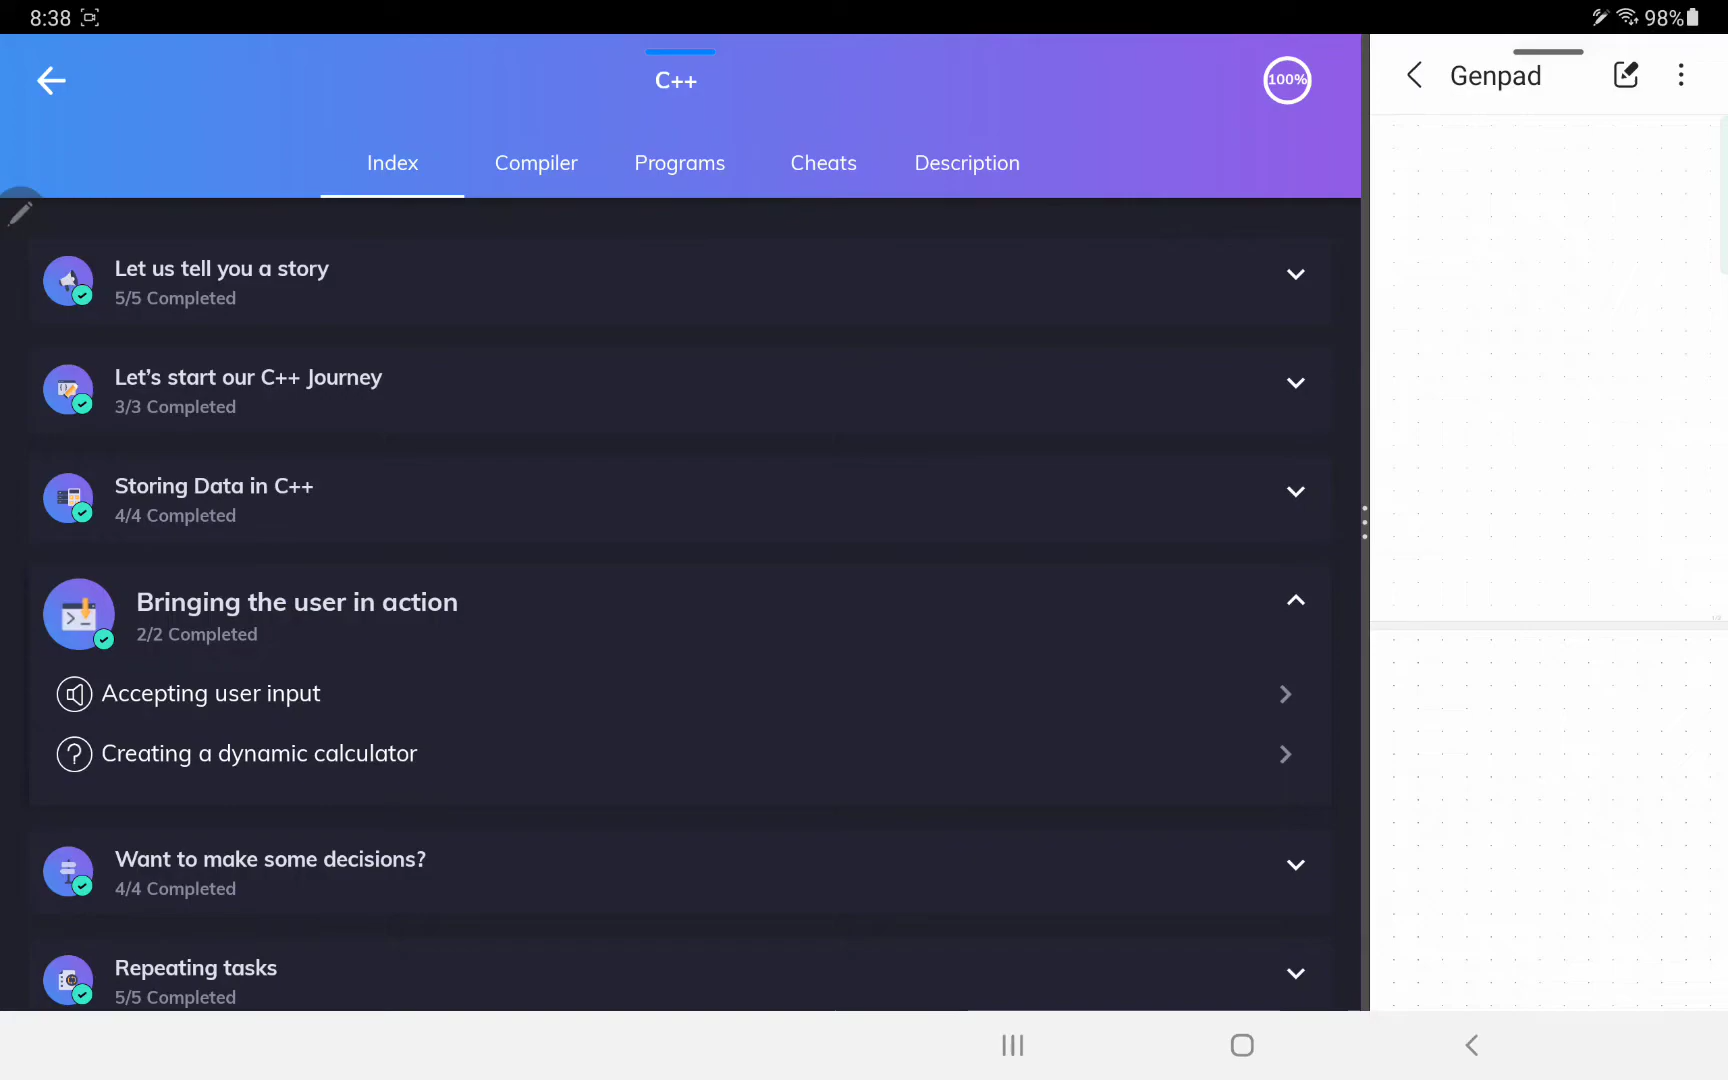 8:38
98%
C++
100%
Genpad
Index
Compiler
Programs
Cheats
Description
Let us tell you a story
5/5 Completed
Let's start our C++ Journey
3/3 Completed
Storing Data in C++
4/4 Completed
Bringing the user in action
2/2 Completed
Accepting user input
? Creating a dynamic calculator
Want to make some decisions?
4/4 Completed
Repeating tasks
5/5 Completed